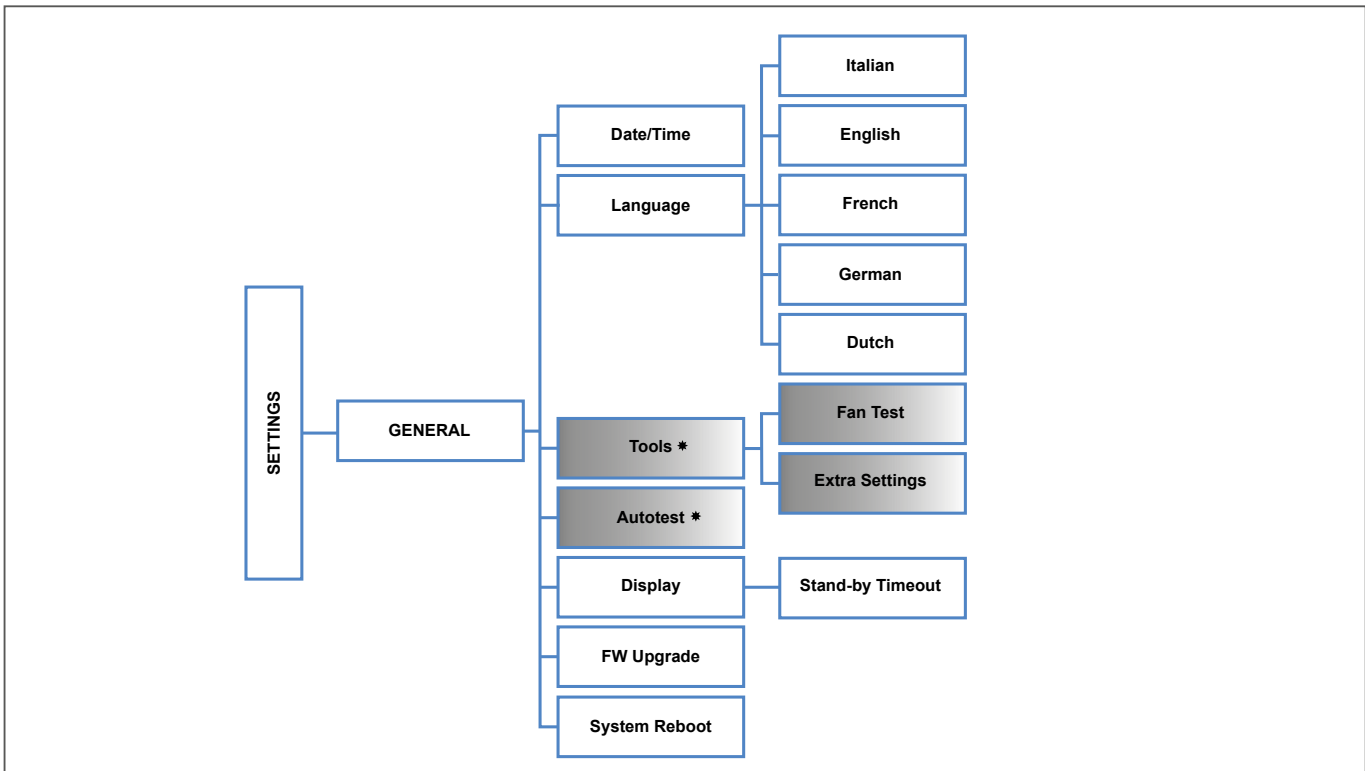 SETTINGS
GENERAL
Date/Time
Language
Italian
English
French
German
Dutch
Tools *
Fan Test
Extra Settings
Autotest *
Display
Stand-by Timeout
FW Upgrade
System Reboot